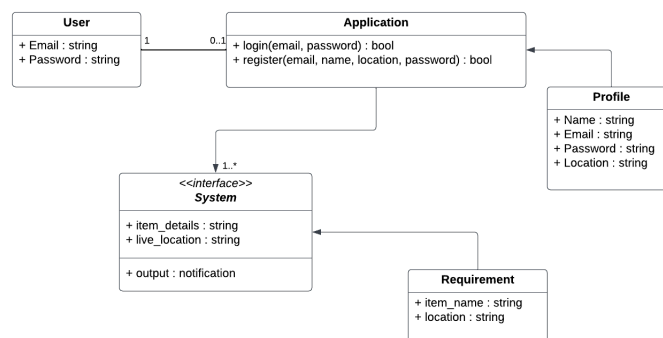 User
+ Email : string
+ Password : string
1
0..1
Application
+ login(email, password) : bool
+ register(email, name, location, password) : bool
Profile
+ Name : string
+ Email : string
+ Password : string
+ Location : string
1..*
<<interface>>
System
+ item_details : string
+ live_location : string
+ output : notification
Requirement
+ item_name : string
+ location : string